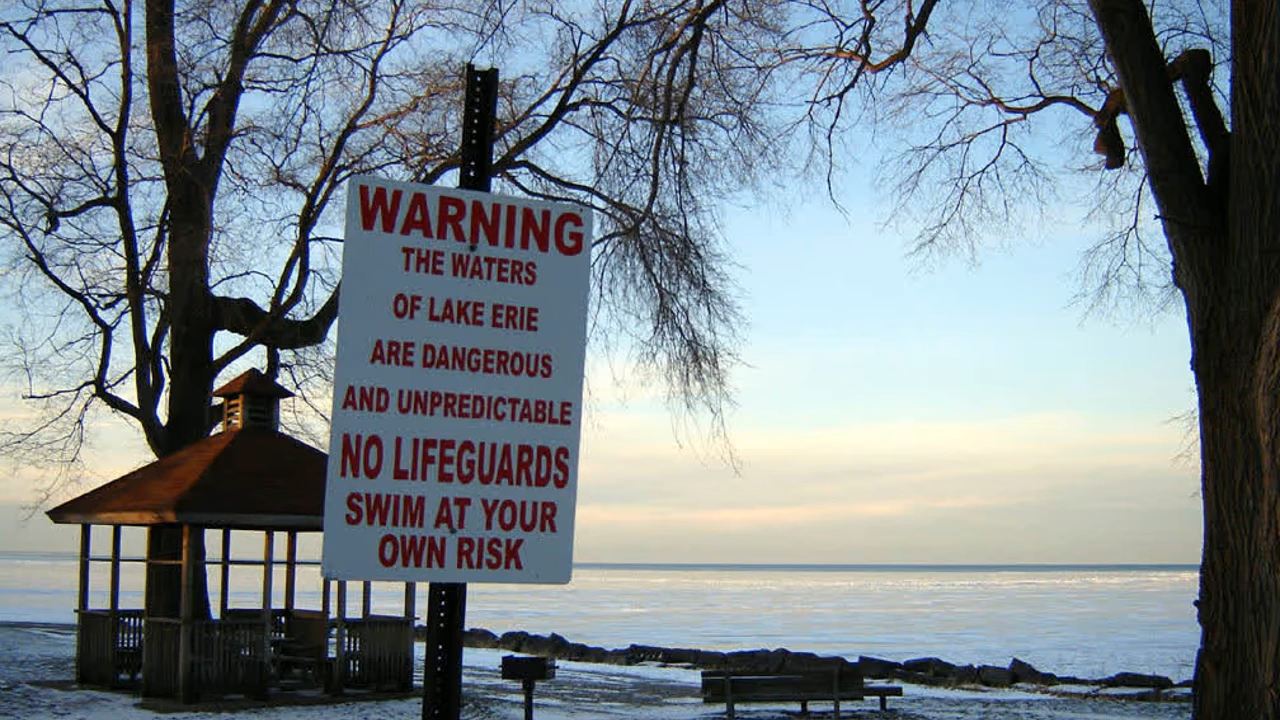 WARNING
THE WATERS
OF LAKE ERIE
ARE DANGEROUS
AND UNPREDICTABLE
NO LIFEGUARDS
SWIM AT YOUR
OWN RISK